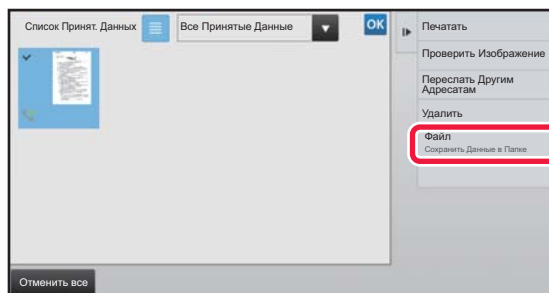 Список Принят. Данных
Все Принятые Данные
OK
Печатать
Проверить Изображение
Переслать Другим
Адресатам
Удалить
Файл
Сохранить Данные в Папке
Отменить все